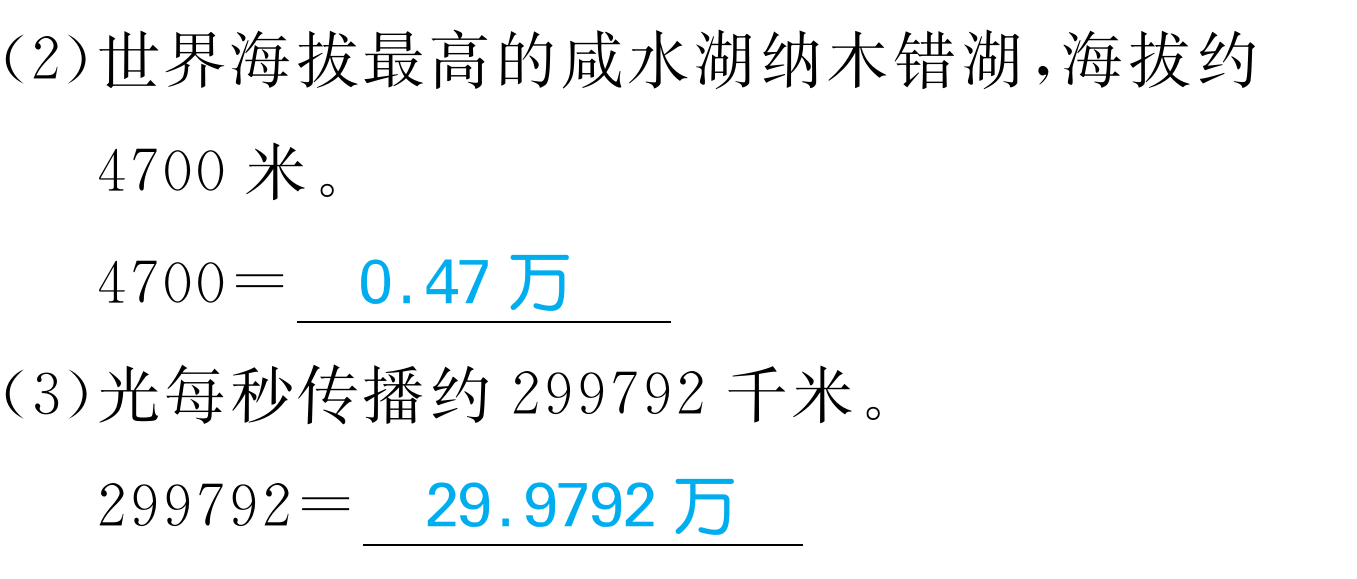 (2)世界海拔最高的咸水湖纳木错湖,海拔约
4700 米。
4700= 0.47 万
(3)光每秒传播约 299792 千米。
299792= 29.9792 万